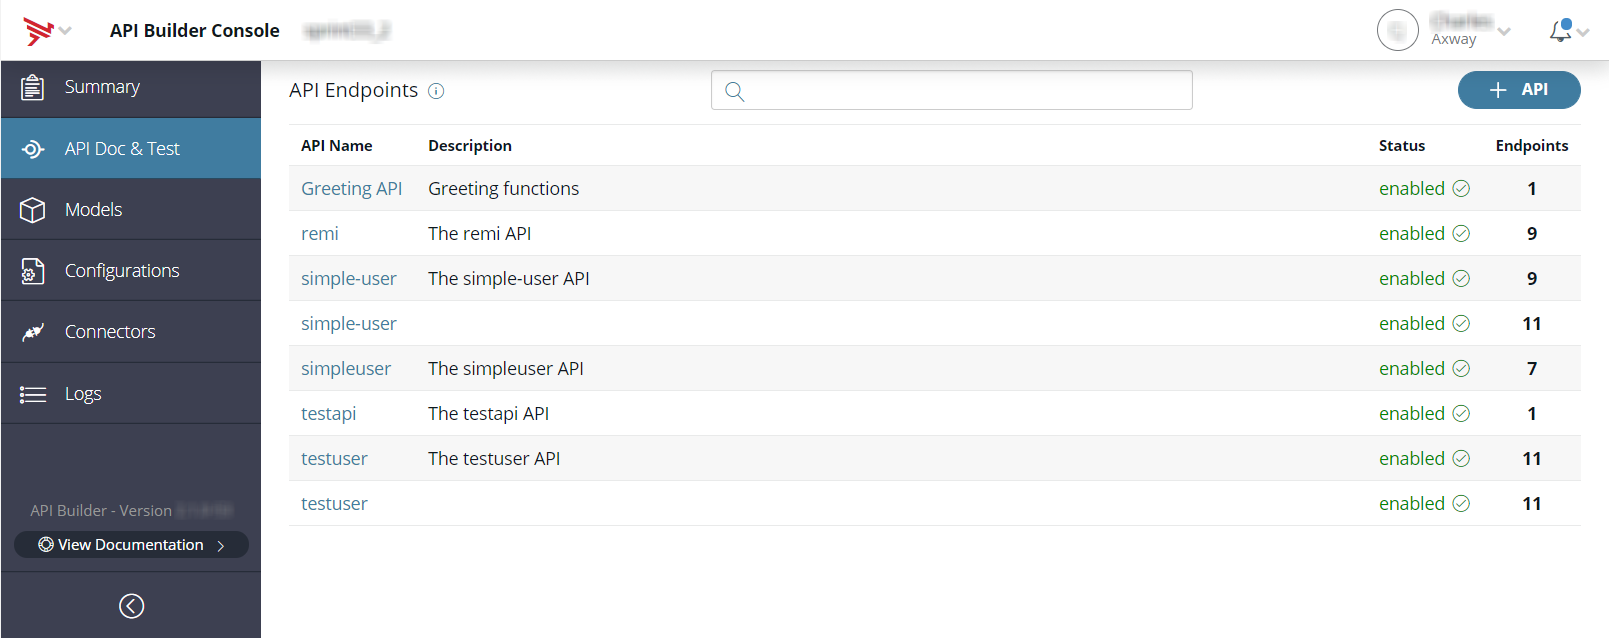 API Builder Console
Axway
Summary
API Doc & Test
Models
Configurations
Connectors
Logs
API Builder - Version
View Documentation
API Endpoints
+ API
API Name Description Status Endpoints
Greeting API Greeting functions enabled 1
remi The remi API enabled 9
simple-user The simple-user API enabled 9
simple-user enabled 11
simpleuser The simpleuser API enabled 7
testapi The testapi API enabled 1
testuser The testuser API enabled 11
testuser enabled 11